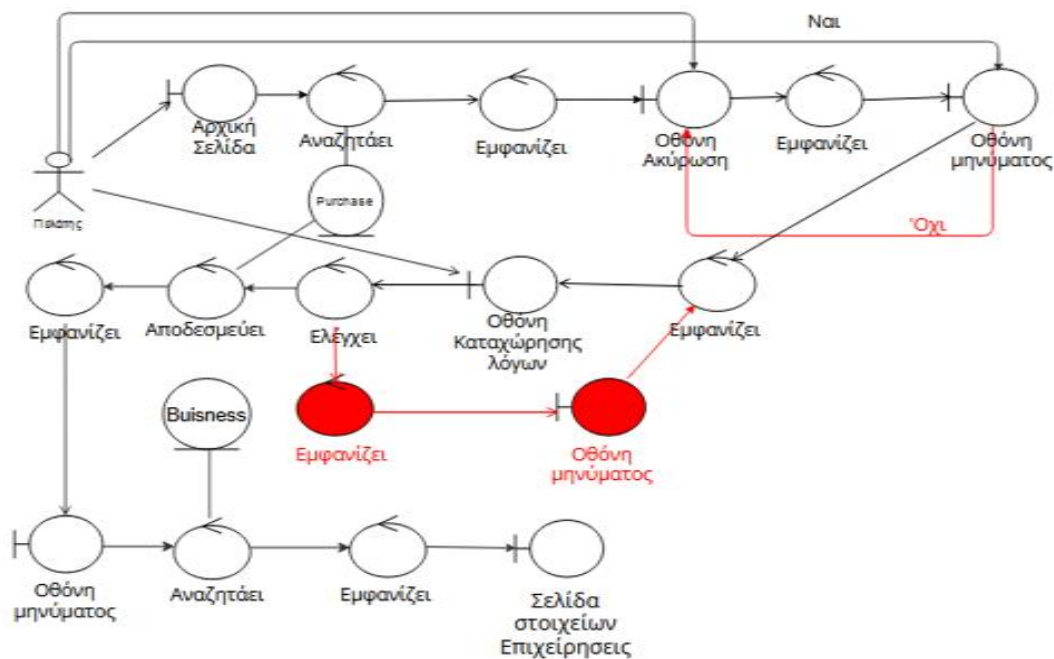 Ναι
Αρχική
Σελίδα
Αναζητάει
Εμφανίζει
Οθόνη
Ακύρωση
Εμφανίζει
Οθόνη
μηνύματος
Πελάτης
Purchase
Όχι
Εμφανίζει
Αποδεσμεύει
Ελέγχει
Οθόνη
Καταχώρησης
λόγων
Εμφανίζει
Buisness
Εμφανίζει
Οθόνη
μηνύματος
Οθόνη
μηνύματος
Αναζητάει
Εμφανίζει
Σελίδα
στοιχείων
Επιχείρησεις